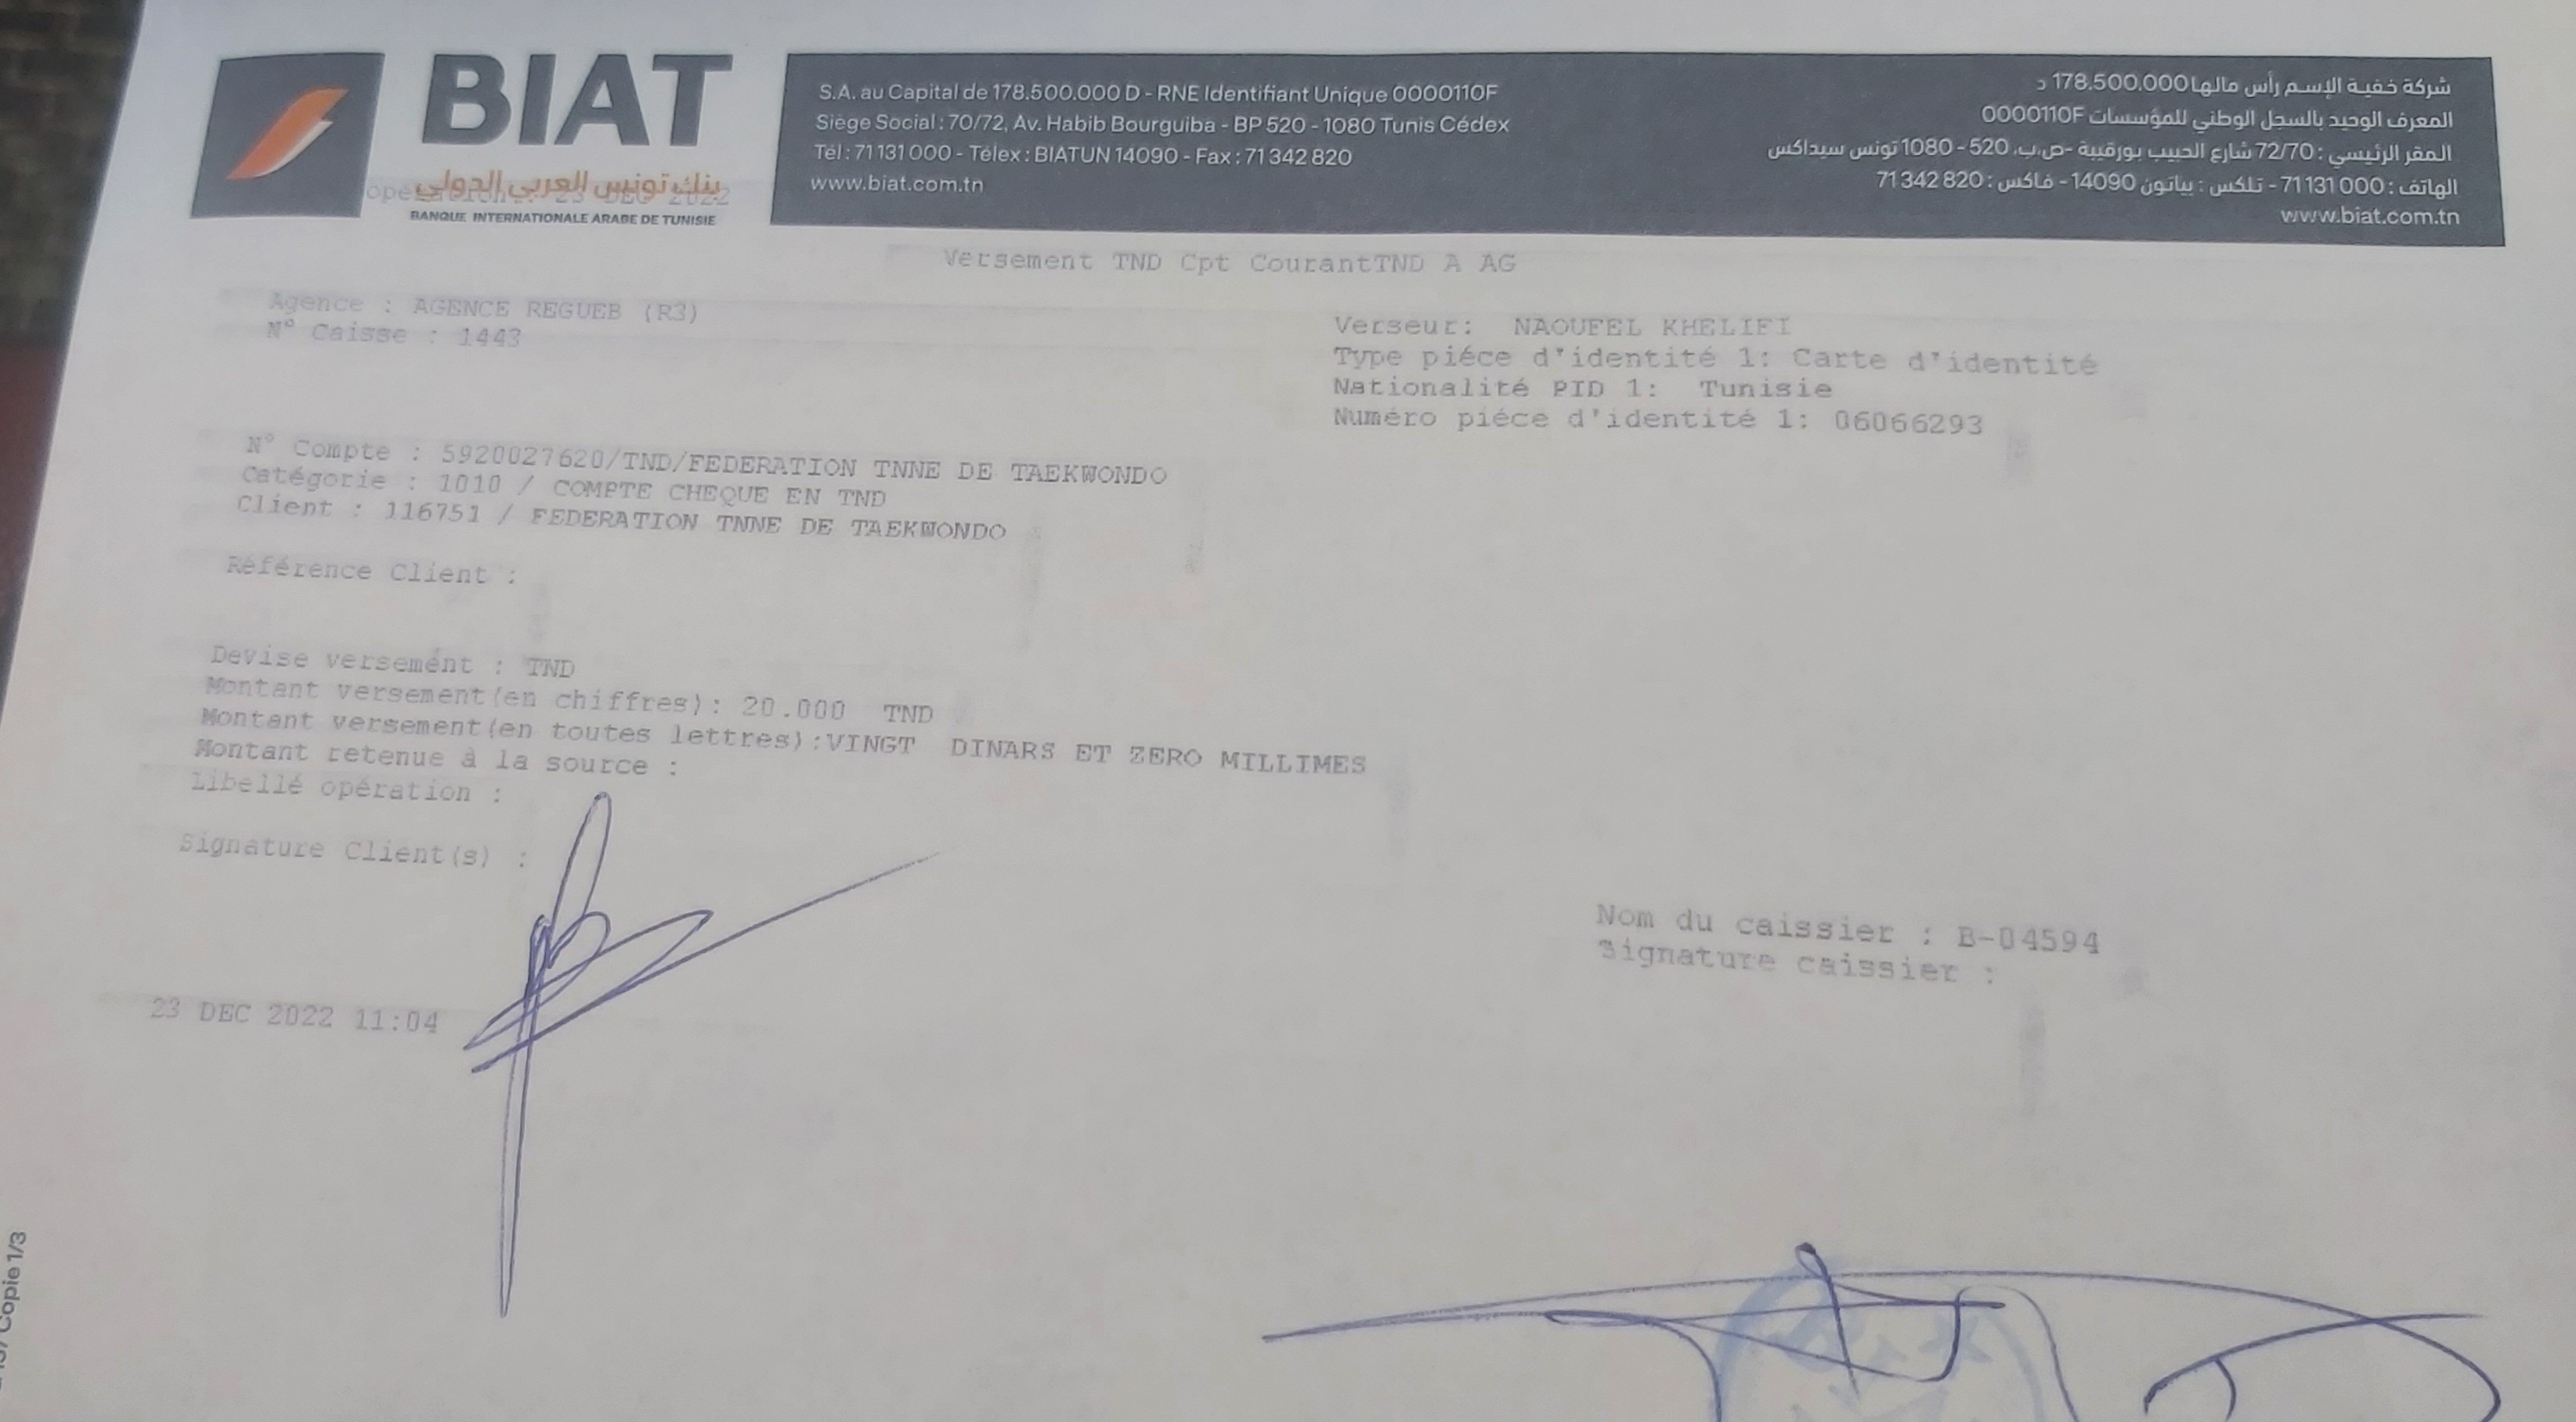 BIAT
بنك تونس العربي الدولي
opération : 23 DEC 2022
BANQUE INTERNATIONALE ARABE DE TUNISIE
S.A. au Capital de 178.500.000 D - RNE Identifiant Unique 0000110F
Siège Social : 70/72, Av. Habib Bourguiba - BP 520 - 1080 Tunis Cédex
Tél : 71 131 000 - Télex : BIATUN 14090 - Fax : 71 342 820
www.biat.com.tn
شركة خفية الإسم رأس مالها 178.500.000 د
المعرف الوحيد بالسجل الوطني للمؤسسات 0000110F
المقر الرئيسي : 72/70 شارع الحبيب بورقيبة -ص.ب. 520 - 1080 تونس سيداكس
الهاتف : 71 131 000 - تلكس : بياتون 14090 - فاكس : 71 342 820
www.biat.com.tn
Versement TND Cpt CourantTND A AG
Agence : AGENCE REGUEB (R3)
N° Caisse : 1443
Verseur: NAOUFEL KHELIFI
Type piéce d'identité 1: Carte d'identité
Nationalité PID 1: Tunisie
Numéro piéce d'identité 1: 06066293
N° Compte : 5920027620/TND/FEDERATION TNNE DE TAEKWONDO
Catégorie : 1010 / COMPTE CHEQUE EN TND
Client : 116751 / FEDERATION TNNE DE TAEKWONDO
Référence Client :
Devise versement : TND
Montant versement(en chiffres): 20.000 TND
Montant versement(en toutes lettres):VINGT DINARS ET ZERO MILLIMES
Montant retenue à la source :
Libellé opération :
Signature Client(s) :
Nom du caissier : B-04594
Signature caissier :
23 DEC 2022 11:04
Copie 1/3